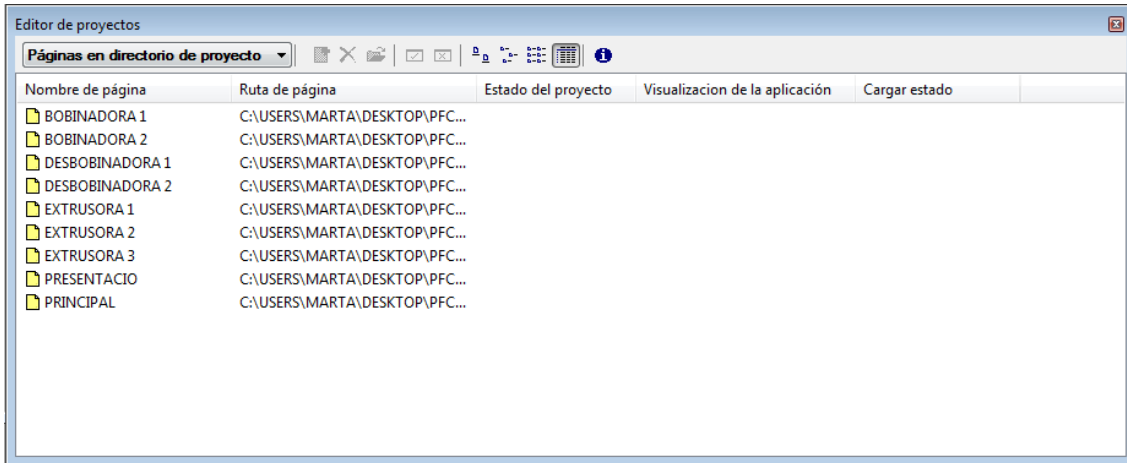 Editor de proyectos
Páginas en directorio de proyecto
Nombre de página Ruta de página Estado del proyecto Visualizacion de la aplicación Cargar estado
BOBINADORA 1 C:\USERS\MARTA\DESKTOP\PFC...
BOBINADORA 2 C:\USERS\MARTA\DESKTOP\PFC...
DESBOBINADORA 1 C:\USERS\MARTA\DESKTOP\PFC...
DESBOBINADORA 2 C:\USERS\MARTA\DESKTOP\PFC...
EXTRUSORA 1 C:\USERS\MARTA\DESKTOP\PFC...
EXTRUSORA 2 C:\USERS\MARTA\DESKTOP\PFC...
EXTRUSORA 3 C:\USERS\MARTA\DESKTOP\PFC...
PRESENTACIO C:\USERS\MARTA\DESKTOP\PFC...
PRINCIPAL C:\USERS\MARTA\DESKTOP\PFC...